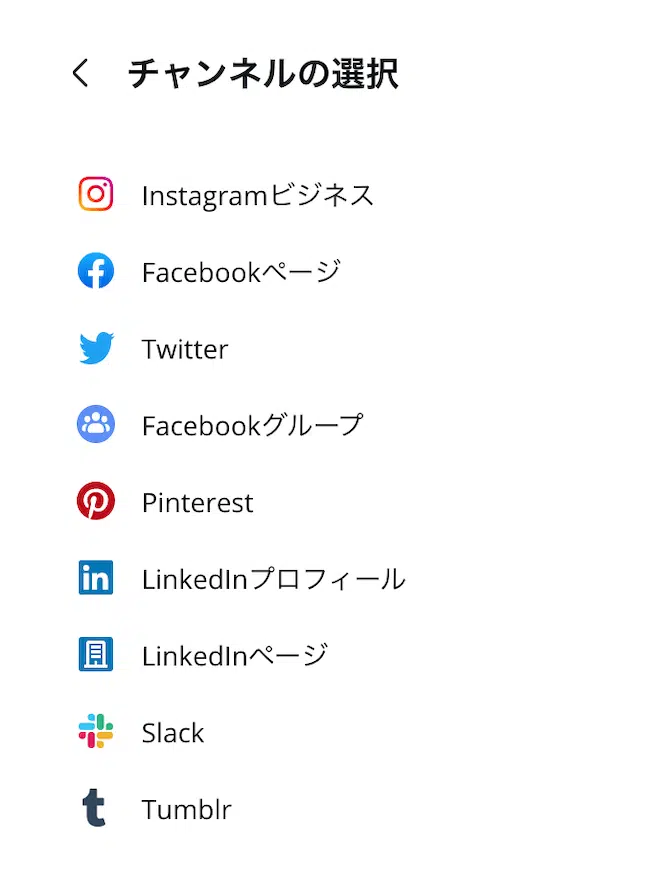 チャンネルの選択
Instagramビジネス
Facebookページ
Twitter
Facebookグループ
Pinterest
LinkedInプロフィール
LinkedInページ
Slack
Tumblr